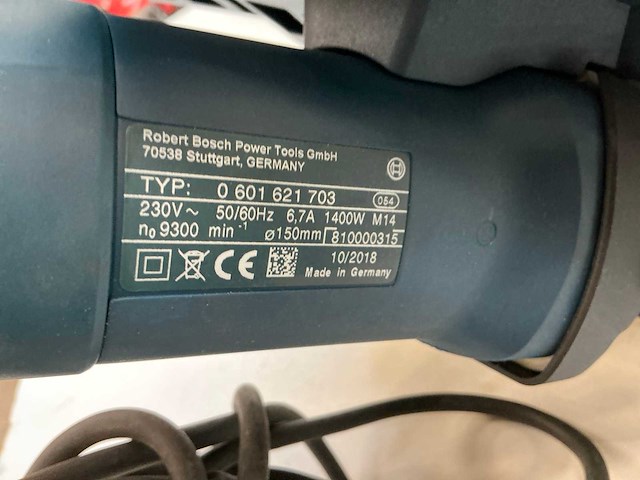 Robert Bosch Power Tools GmbH
70538 Stuttgart, GERMANY
TYP: 0 601 621 703 054
230V~ 50/60Hz 6,7A 1400W M14
n₀ 9300 min⁻¹ ⌀150mm 810000315
10/2018
CE Made in Germany